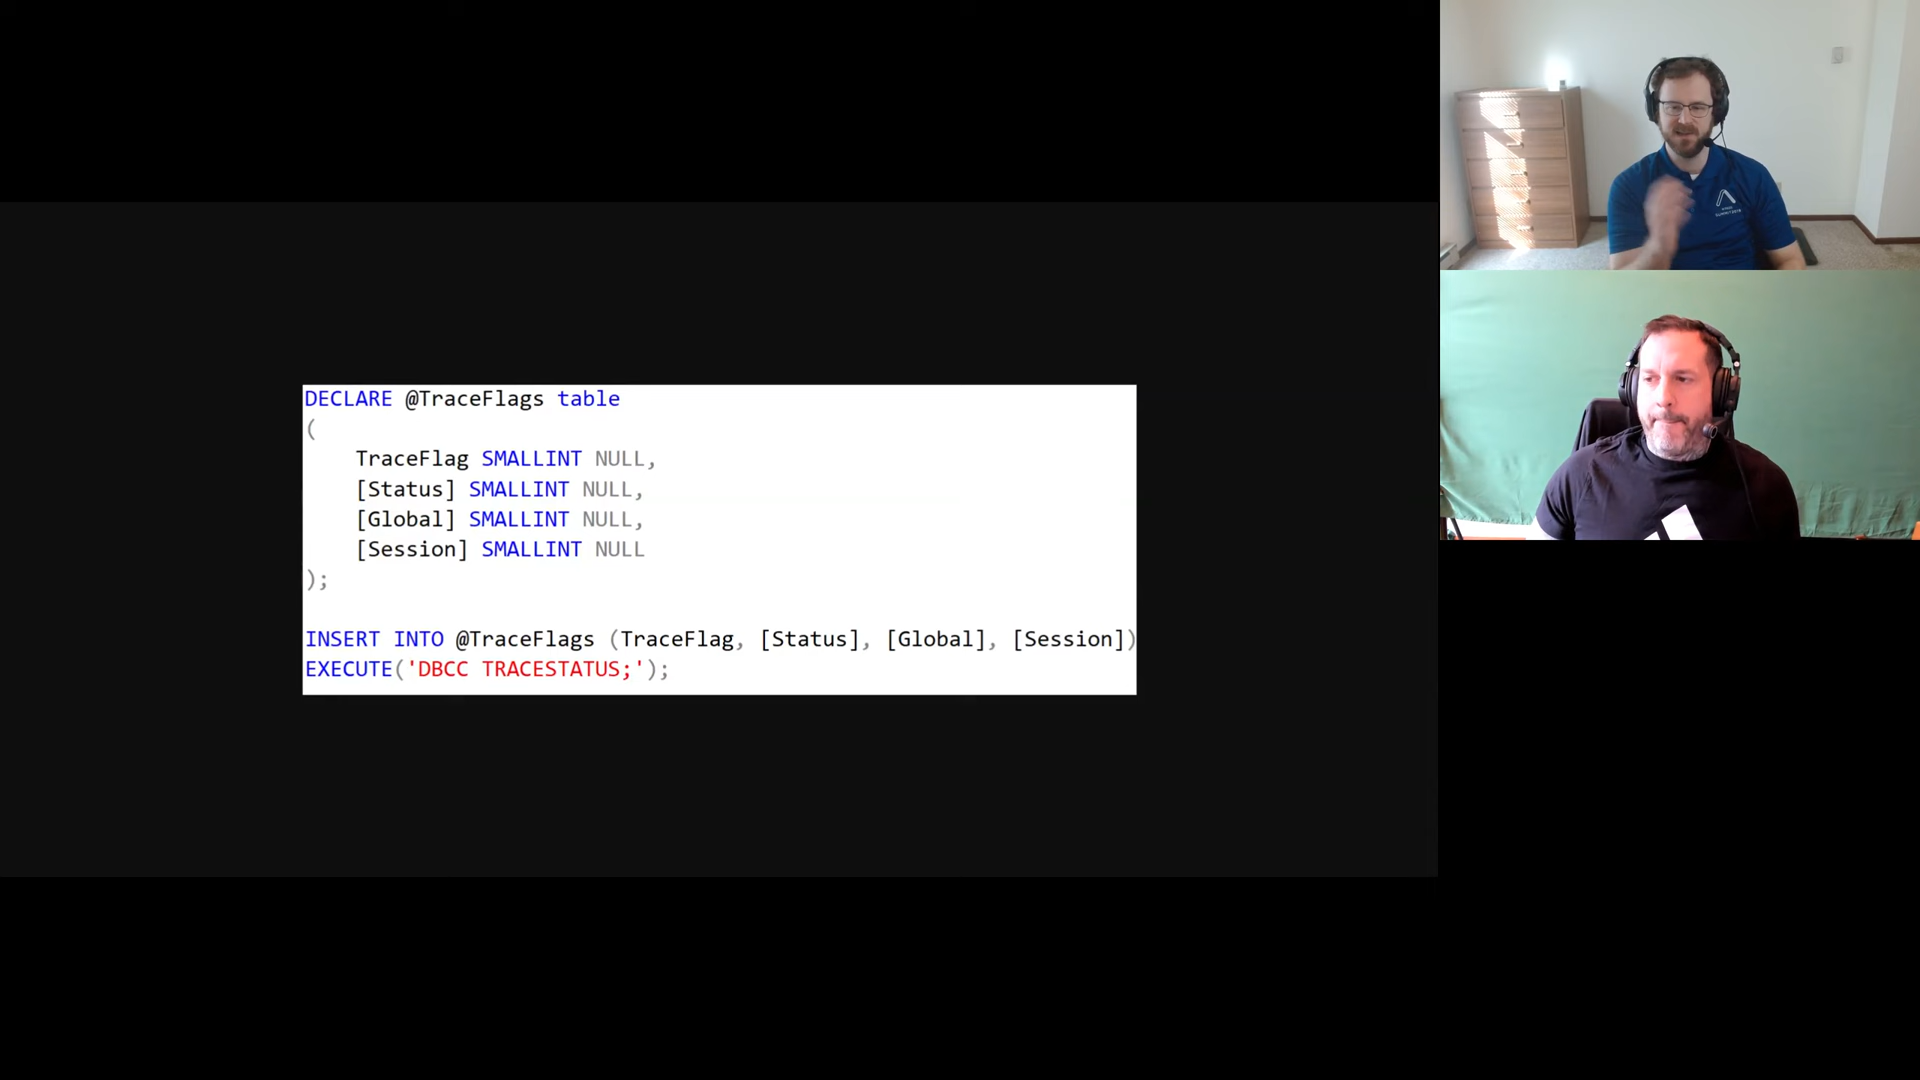 DECLARE @TraceFlags table
(
    TraceFlag SMALLINT NULL,
    [Status] SMALLINT NULL,
    [Global] SMALLINT NULL,
    [Session] SMALLINT NULL
);

INSERT INTO @TraceFlags (TraceFlag, [Status], [Global], [Session])
EXECUTE('DBCC TRACESTATUS;');